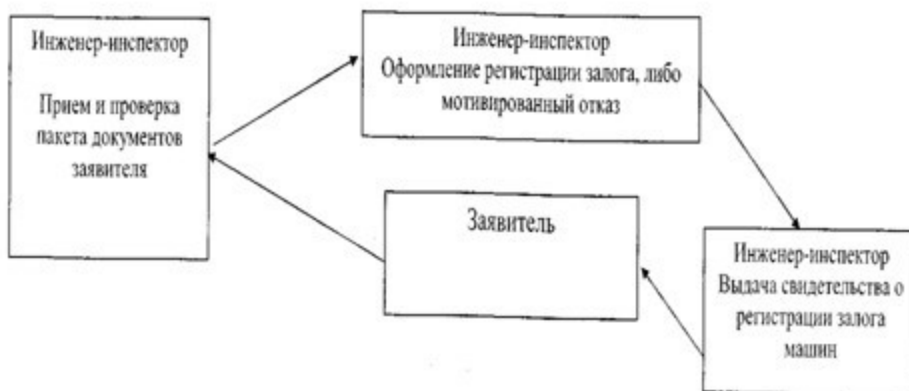 Инженер-инспектор
Прием и проверка
пакета документов
заявителя
Инженер-инспектор
Оформление регистрации залога, либо
мотивированный отказ
Заявитель
Инженер-инспектор
Выдача свидетельства о
регистрации залога
машин